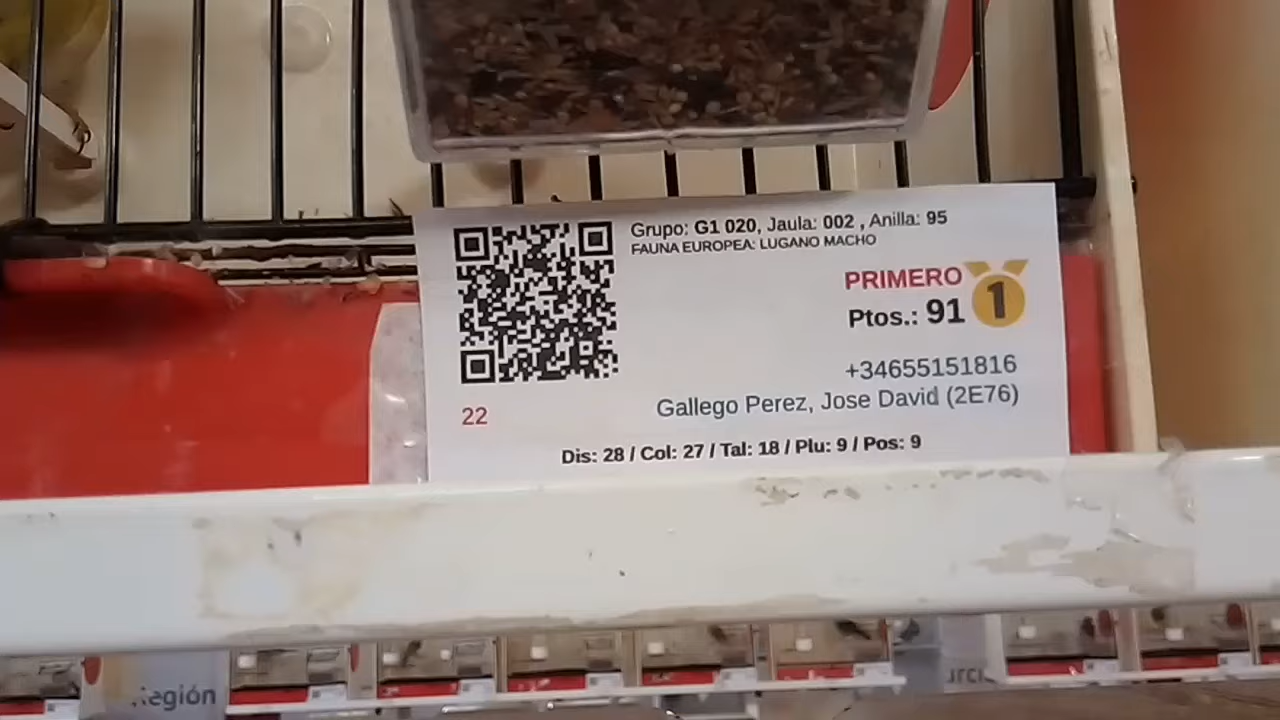 Grupo: G1 020, Jaula: 002 , Anilla: 95
FAUNA EUROPEA: LUGANO MACHO
PRIMERO
1
Ptos.: 91
+34655151816
Gallego Perez, Jose David (2E76)
22
Dis: 28 / Col: 27 / Tal: 18 / Plu: 9 / Pos: 9